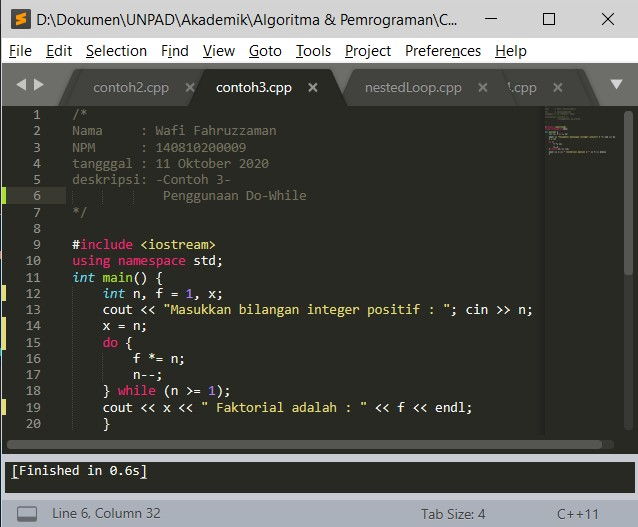 D:\Dokumen\UNPAD\Akademik\Algoritma & Pemrograman\C...
File Edit Selection Find View Goto Tools Project Preferences Help
contoh2.cpp contoh3.cpp nestedLoop.cpp l.cpp
1 /*
2 Nama     : Wafi Fahruzzaman
3 NPM      : 140810200009
4 tangggal : 11 Oktober 2020
5 deskripsi: -Contoh 3-
6             Penggunaan Do-While
7 */
8
9 #include <iostream>
10 using namespace std;
11 int main() {
12     int n, f = 1, x;
13     cout << "Masukkan bilangan integer positif : "; cin >> n;
14     x = n;
15     do {
16         f *= n;
17         n--;
18     } while (n >= 1);
19     cout << x << " Faktorial adalah : " << f << endl;
20     }
[Finished in 0.6s]
Line 6, Column 32 Tab Size: 4 C++11